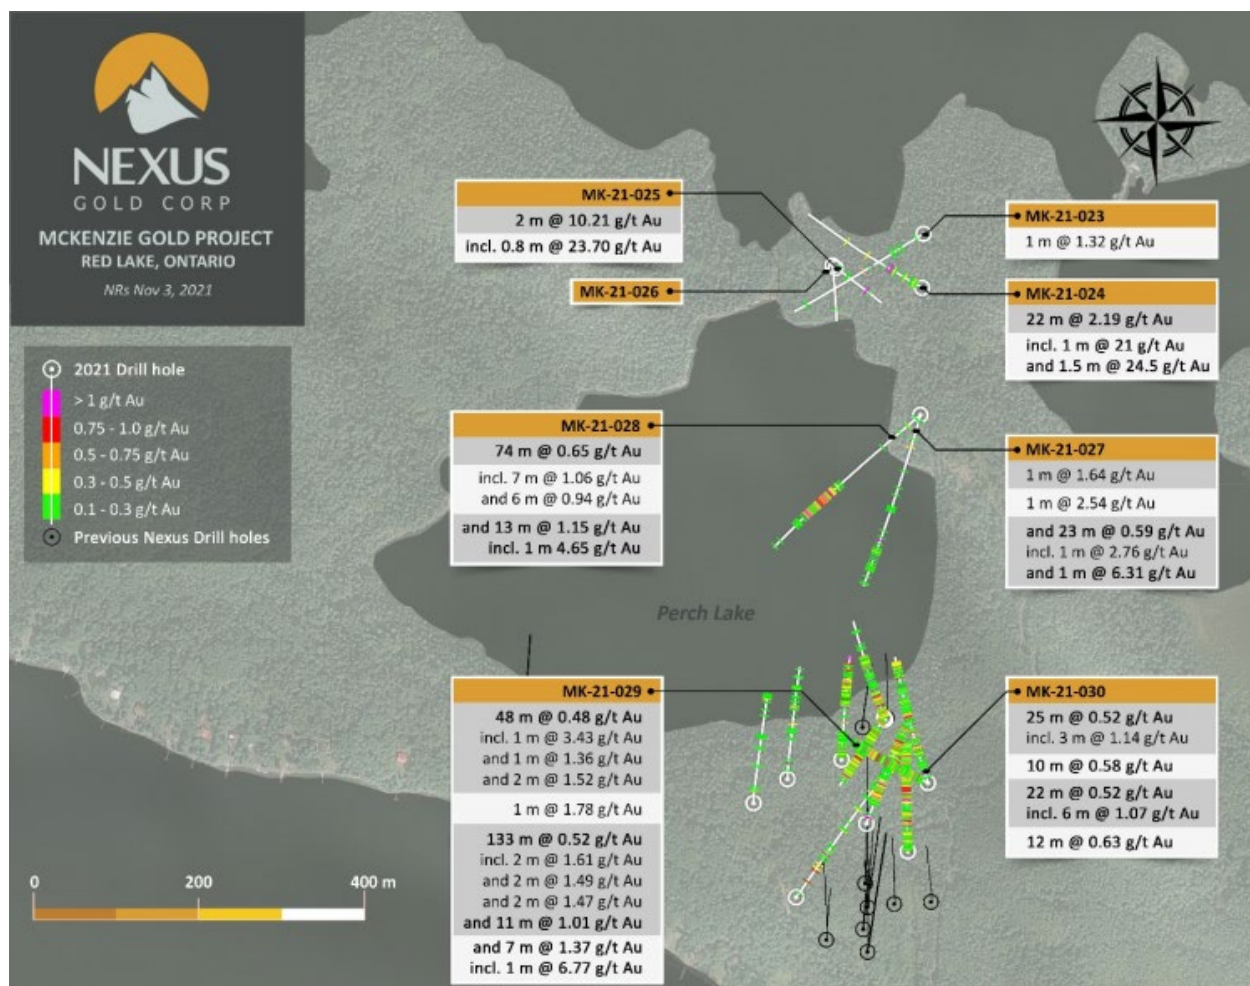 NEXUS
GOLD CORP
MCKENZIE GOLD PROJECT
RED LAKE, ONTARIO
NRs Nov 3, 2021
2021 Drill hole
> 1 g/t Au
0.75 - 1.0 g/t Au
0.5 - 0.75 g/t Au
0.3 - 0.5 g/t Au
0.1 - 0.3 g/t Au
Previous Nexus Drill holes
MK-21-025
2 m @ 10.21 g/t Au
incl. 0.8 m @ 23.70 g/t Au
MK-21-026
MK-21-023
1 m @ 1.32 g/t Au
MK-21-024
22 m @ 2.19 g/t Au
incl. 1 m @ 21 g/t Au
and 1.5 m @ 24.5 g/t Au
MK-21-028
74 m @ 0.65 g/t Au
incl. 7 m @ 1.06 g/t Au
and 6 m @ 0.94 g/t Au
and 13 m @ 1.15 g/t Au
incl. 1 m 4.65 g/t Au
MK-21-027
1 m @ 1.64 g/t Au
1 m @ 2.54 g/t Au
and 23 m @ 0.59 g/t Au
incl. 1 m @ 2.76 g/t Au
and 1 m @ 6.31 g/t Au
Perch Lake
MK-21-029
48 m @ 0.48 g/t Au
incl. 1 m @ 3.43 g/t Au
and 1 m @ 1.36 g/t Au
and 2 m @ 1.52 g/t Au
1 m @ 1.78 g/t Au
133 m @ 0.52 g/t Au
incl. 2 m @ 1.61 g/t Au
and 2 m @ 1.49 g/t Au
and 2 m @ 1.47 g/t Au
and 11 m @ 1.01 g/t Au
and 7 m @ 1.37 g/t Au
incl. 1 m @ 6.77 g/t Au
MK-21-030
25 m @ 0.52 g/t Au
incl. 3 m @ 1.14 g/t Au
10 m @ 0.58 g/t Au
22 m @ 0.52 g/t Au
incl. 6 m @ 1.07 g/t Au
12 m @ 0.63 g/t Au
0 200 400 m